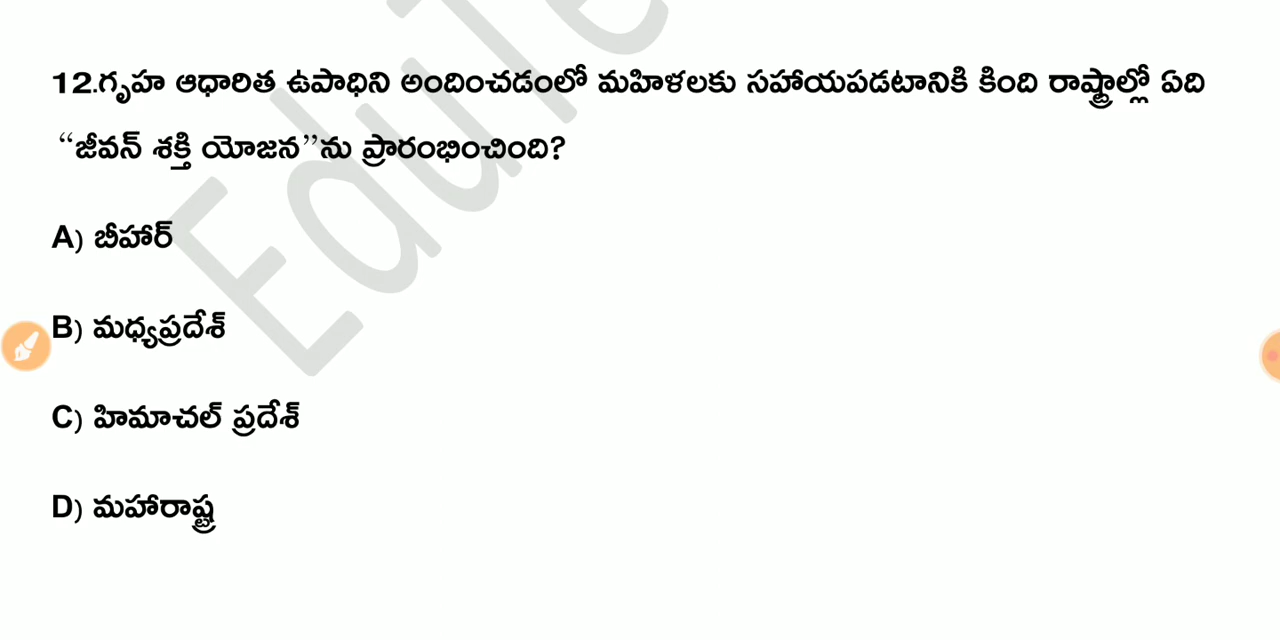 12.గృహ ఆధారిత ఉపాధిని అందించడంలో మహిళలకు సహాయపడటానికి కింది రాష్ట్రాల్లో ఏది
“జీవన్ శక్తి యోజన”ను ప్రారంభించింది?
A) బీహార్
B) మధ్యప్రదేశ్
C) హిమాచల్ ప్రదేశ్
D) మహారాష్ట్ర